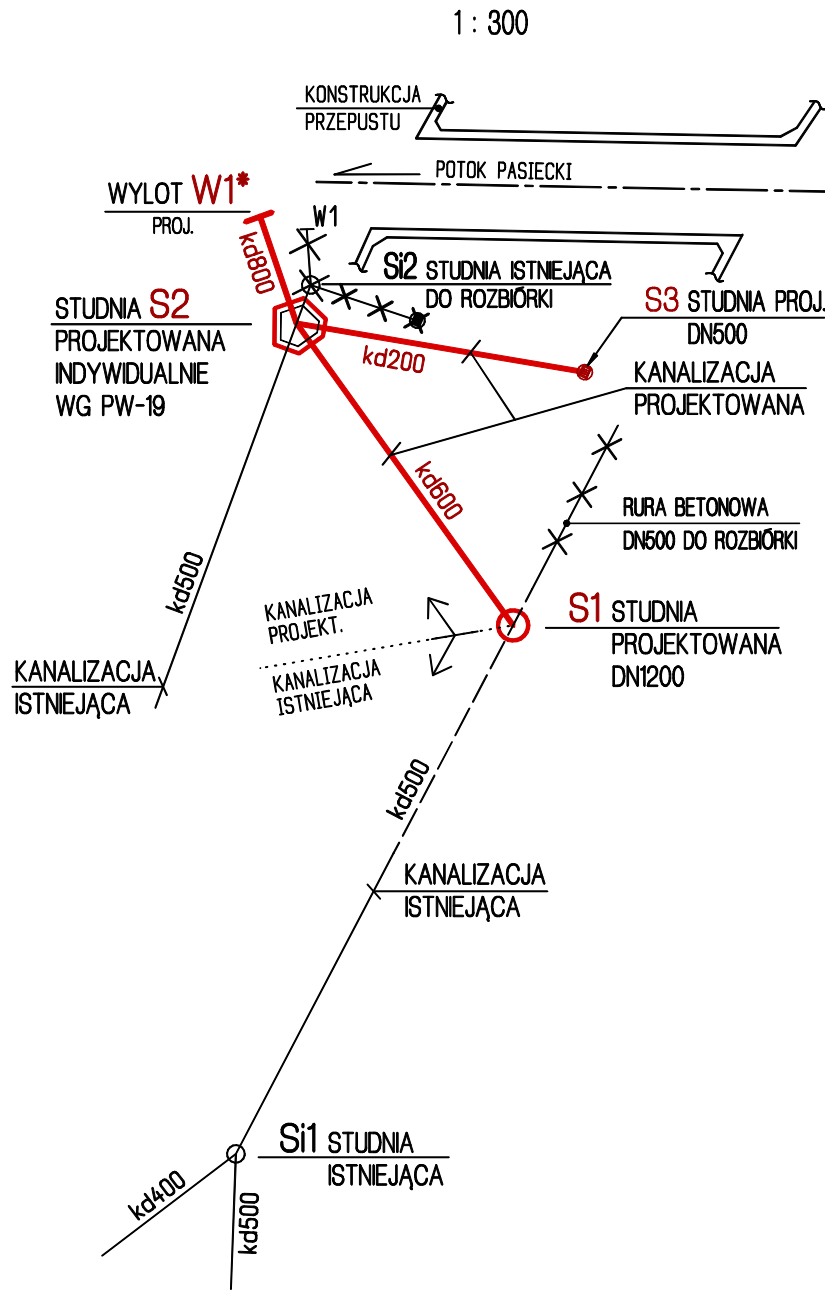 1 : 300
KONSTRUKCJA
PRZEPUSTU
POTOK PASIECKI
WYLOT W1*
PROJ.
W1
kd800
Si2 STUDNIA ISTNIEJĄCA
DO ROZBIÓRKI
STUDNIA S2
PROJEKTOWANA
INDYWIDUALNIE
WG PW-19
S3 STUDNIA PROJ.
DN500
kd200
KANALIZACJA
PROJEKTOWANA
kd600
RURA BETONOWA
DN500 DO ROZBIÓRKI
kd500
KANALIZACJA
PROJEKT.
KANALIZACJA
ISTNIEJĄCA
S1 STUDNIA
PROJEKTOWANA
DN1200
KANALIZACJA
ISTNIEJĄCA
kd500
KANALIZACJA
ISTNIEJĄCA
Si1 STUDNIA
ISTNIEJĄCA
kd400
kd500